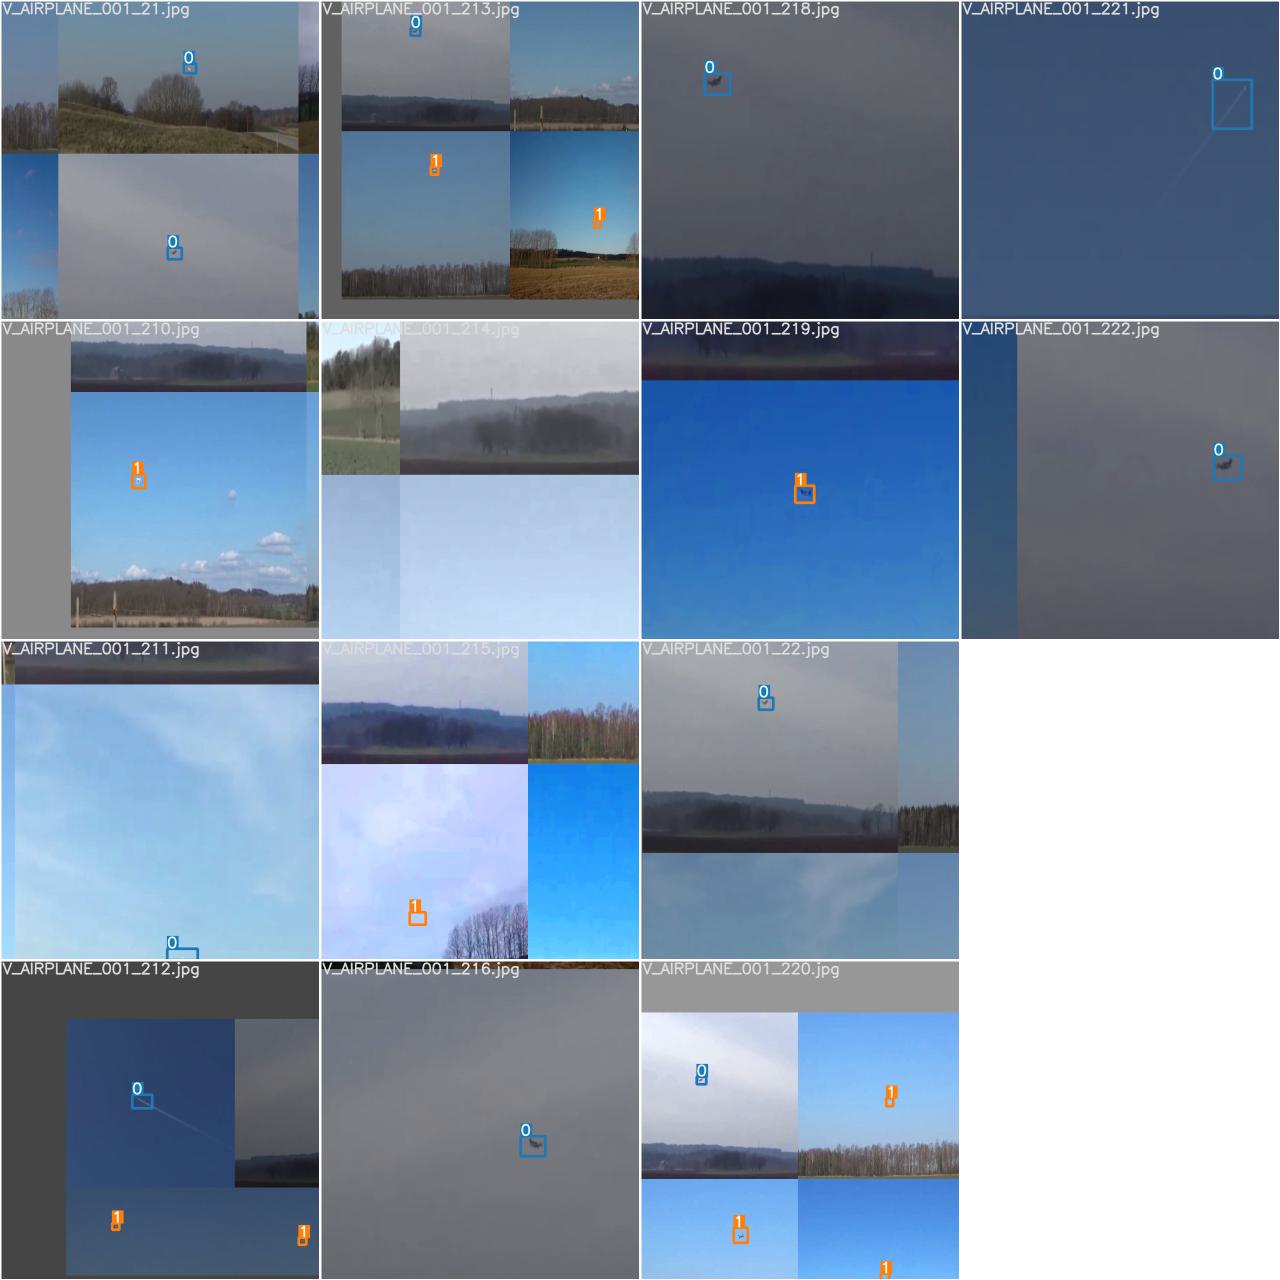 V_AIRPLANE_001_21.jpg
0
0
V_AIRPLANE_001_213.jpg
0
1
1
V_AIRPLANE_001_218.jpg
0
V_AIRPLANE_001_221.jpg
0
V_AIRPLANE_001_210.jpg
1
V_AIRPLANE_001_214.jpg
V_AIRPLANE_001_219.jpg
1
V_AIRPLANE_001_222.jpg
0
V_AIRPLANE_001_211.jpg
0
V_AIRPLANE_001_215.jpg
1
V_AIRPLANE_001_22.jpg
0
V_AIRPLANE_001_212.jpg
0
1
1
V_AIRPLANE_001_216.jpg
0
V_AIRPLANE_001_220.jpg
0
1
1
1